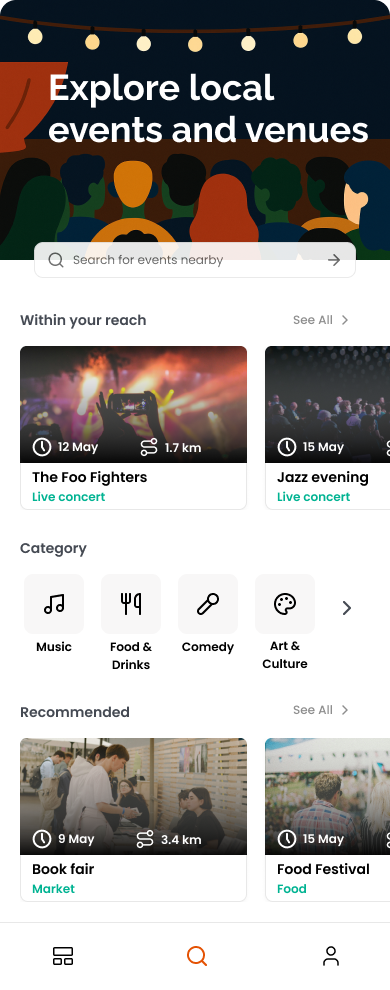 Explore local
events and venues
Search for events nearby
Within your reach
See All
12 May
1.7 km
15 May
The Foo Fighters
Live concert
Jazz evening
Live concert
Category
Music
Food &
Drinks
Comedy
Art &
Culture
Recommended
See All
9 May
3.4 km
15 May
Book fair
Market
Food Festival
Food